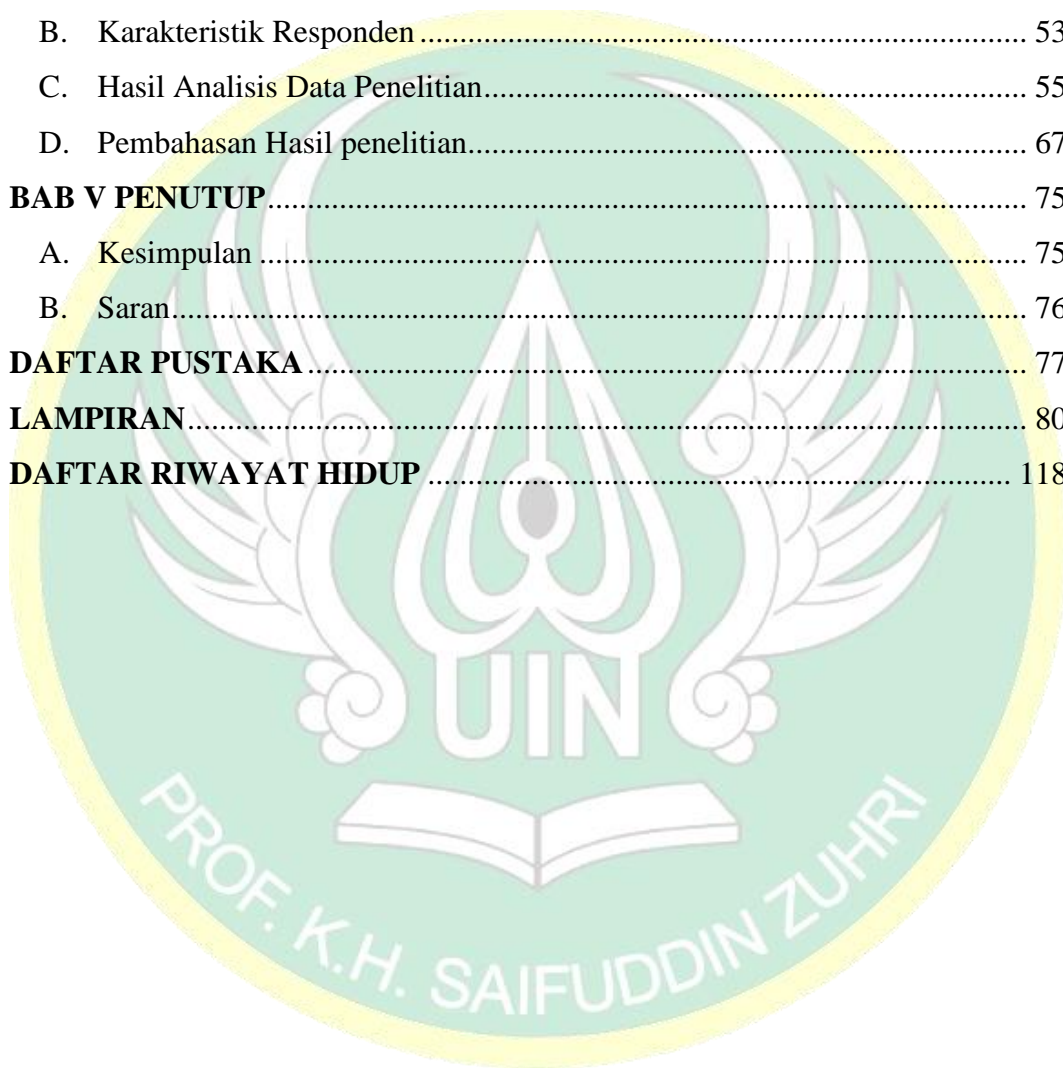 B. Karakteristik Responden ........................................................................... 53
C. Hasil Analisis Data Penelitian.................................................................... 55
D. Pembahasan Hasil penelitian...................................................................... 67
BAB V PENUTUP............................................................................................. 75
A. Kesimpulan ................................................................................................ 75
B. Saran........................................................................................................... 76
DAFTAR PUSTAKA ........................................................................................ 77
LAMPIRAN....................................................................................................... 80
DAFTAR RIWAYAT HIDUP ........................................................................ 118
UIN
PROF. K.H. SAIFUDDIN ZUHRI